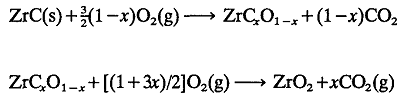 ZrC(s)+3/2(1−x)O₂(g) ⟶ ZrCₓO₁₋ₓ+(1−x)CO₂
ZrCₓO₁₋ₓ+[(1+3x)/2]O₂(g) ⟶ ZrO₂+xCO₂(g)